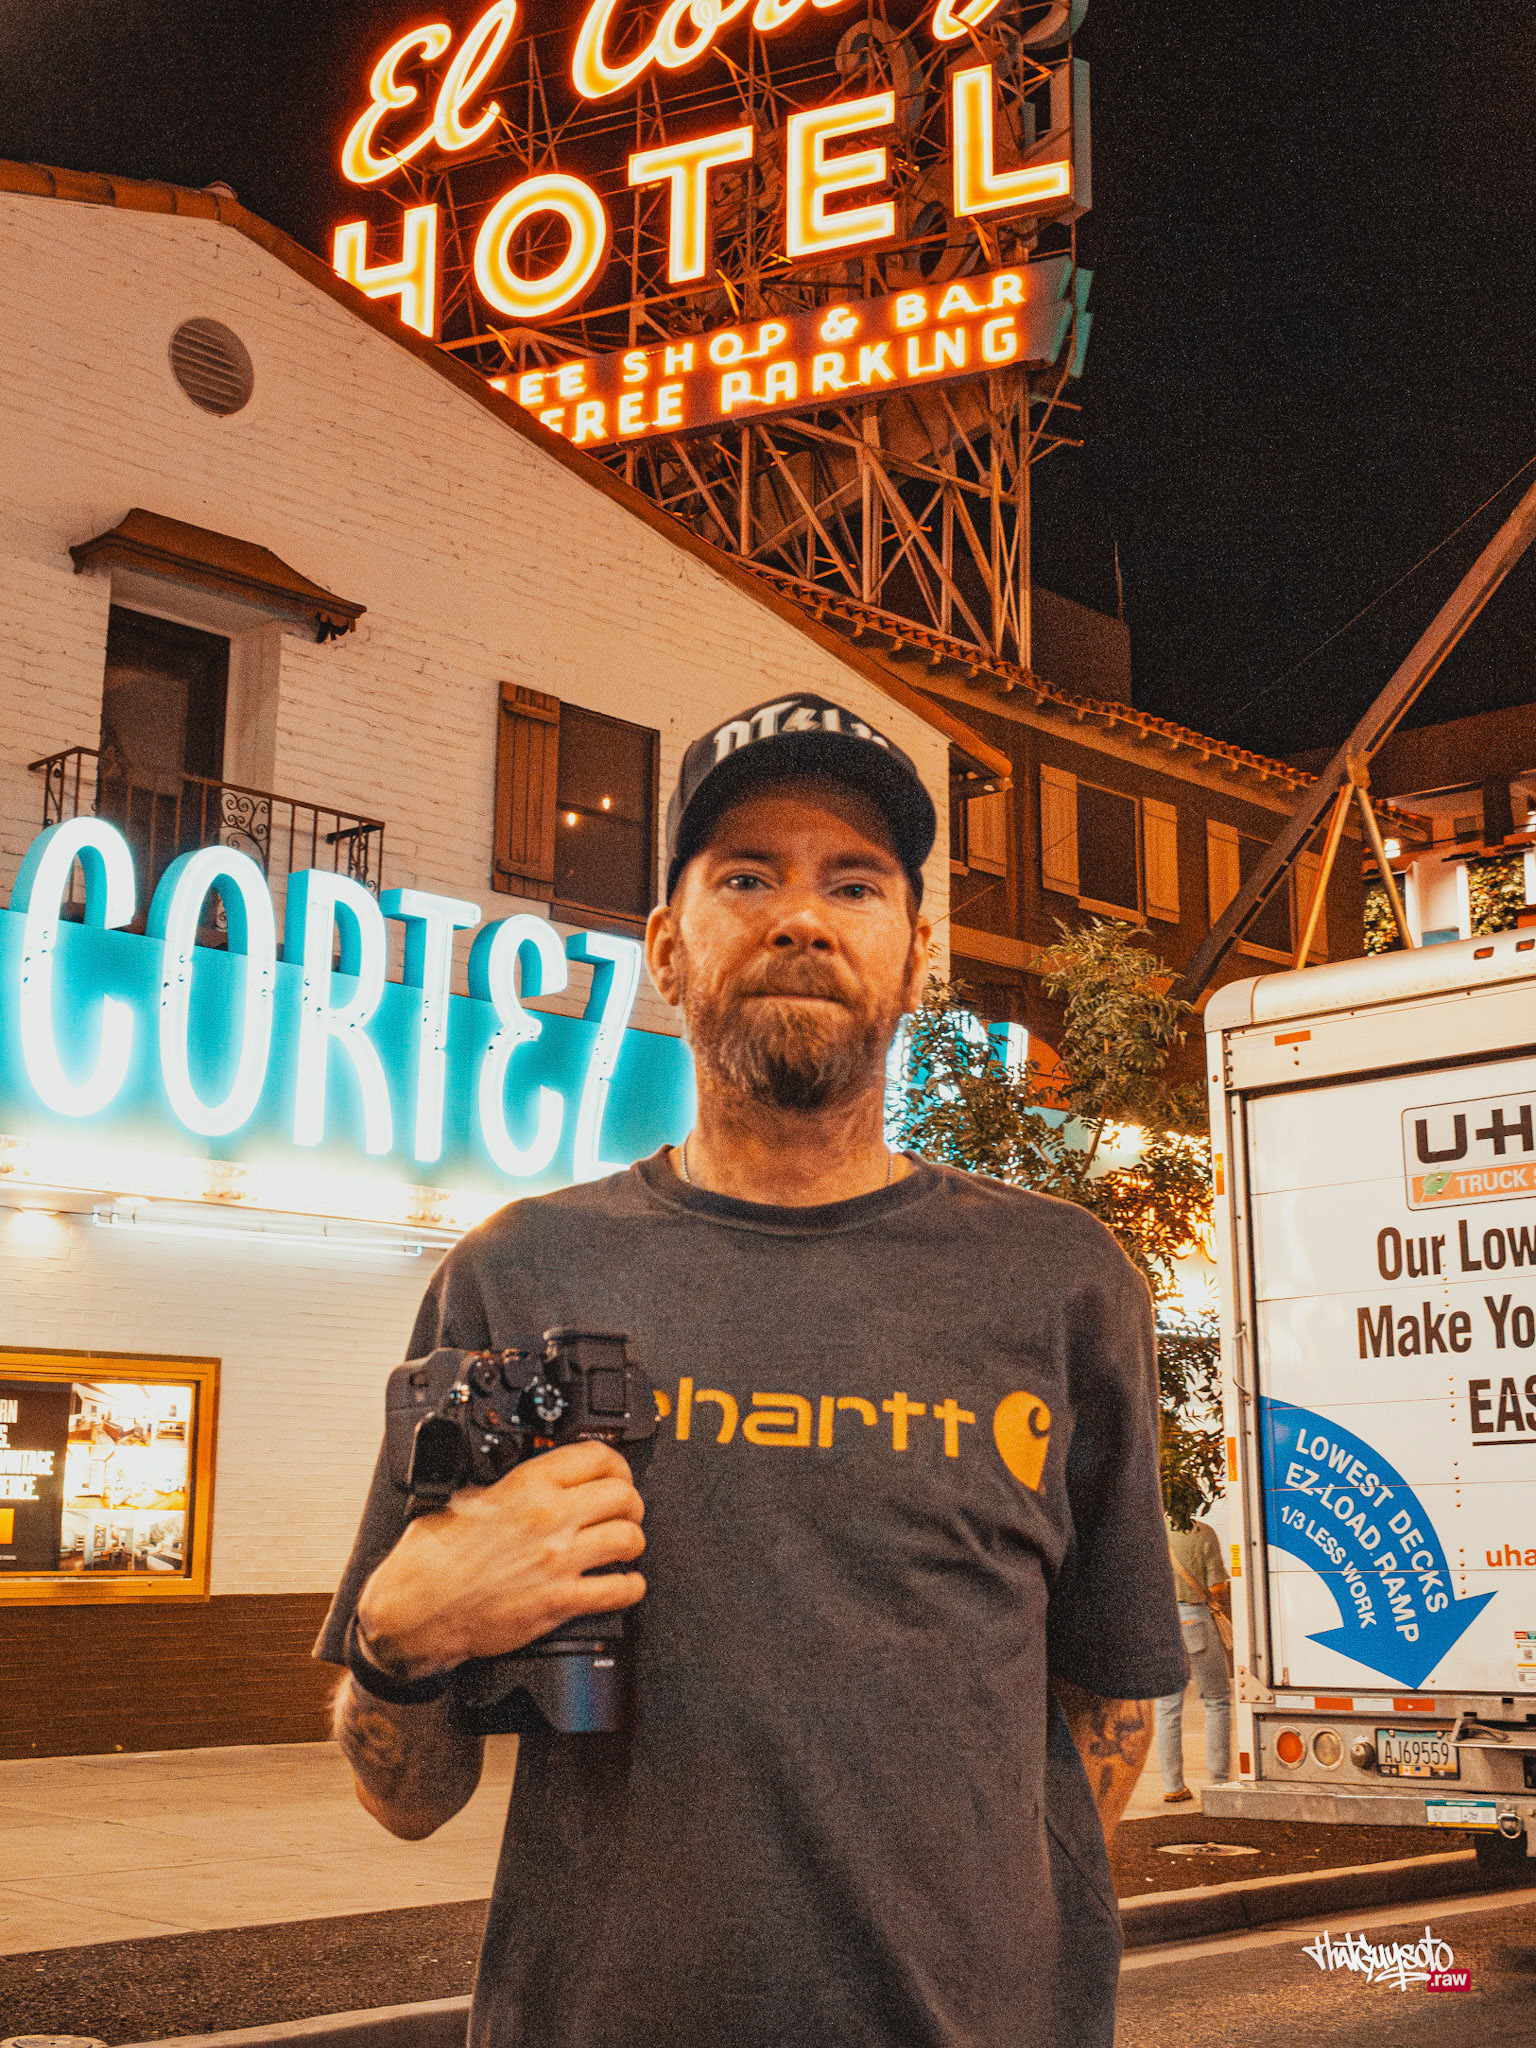 El
HOTEL
SHOP & BAR
FREE PARKING
CORTEZ
U-H
TRUCK
Our Low
Make Yo
EAS
LOWEST DECKS
EZ-LOAD RAMP
1/3 LESS WORK
uha
AJ69559
hartt
thatguysoto
.raw